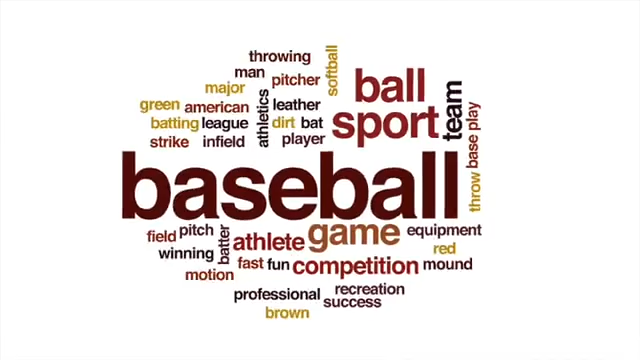 throwing
man
pitcher
softball
major
ball
green
american
athletics
leather
sport
team
batting
league
dirt
bat
strike
infield
player
throw
base
play
baseball
field
pitch
batter
athlete
game
equipment
winning
red
motion
fast
fun
competition
mound
professional
recreation
success
brown